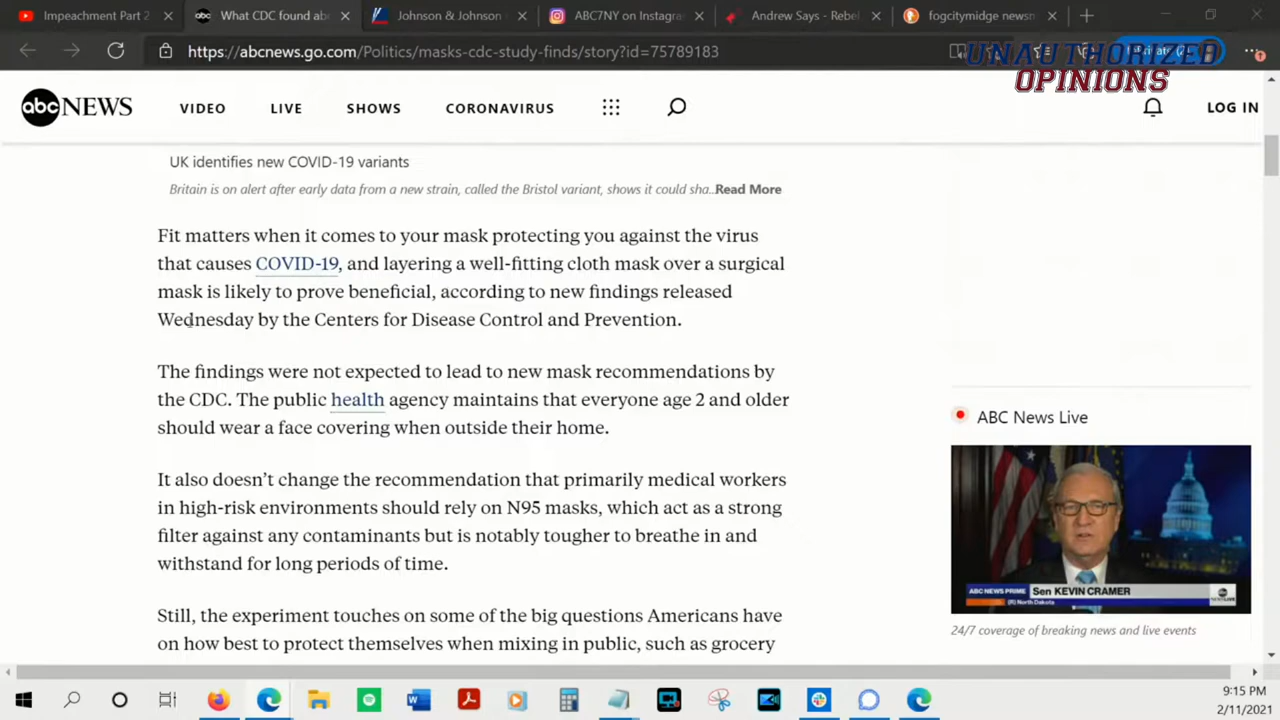 Impeachment Part 2
What CDC found ab
Johnson & Johnson
ABC7NY on Instagra
Andrew Says - Rebel
fogcitymidge newsn
https://abcnews.go.com/Politics/masks-cdc-study-finds/story?id=75789183
UNAUTHORIZED
OPINIONS
abc NEWS
VIDEO
LIVE
SHOWS
CORONAVIRUS
LOG IN
UK identifies new COVID-19 variants
Britain is on alert after early data from a new strain, called the Bristol variant, shows it could sha..Read More
Fit matters when it comes to your mask protecting you against the virus
that causes COVID-19, and layering a well-fitting cloth mask over a surgical
mask is likely to prove beneficial, according to new findings released
Wednesday by the Centers for Disease Control and Prevention.
The findings were not expected to lead to new mask recommendations by
the CDC. The public health agency maintains that everyone age 2 and older
should wear a face covering when outside their home.
It also doesn't change the recommendation that primarily medical workers
in high-risk environments should rely on N95 masks, which act as a strong
filter against any contaminants but is notably tougher to breathe in and
withstand for long periods of time.
Still, the experiment touches on some of the big questions Americans have
on how best to protect themselves when mixing in public, such as grocery
ABC News Live
ABC NEWS PRIME
Sen KEVIN CRAMER
(R) North Dakota
24/7 coverage of breaking news and live events
9:15 PM
2/11/2021